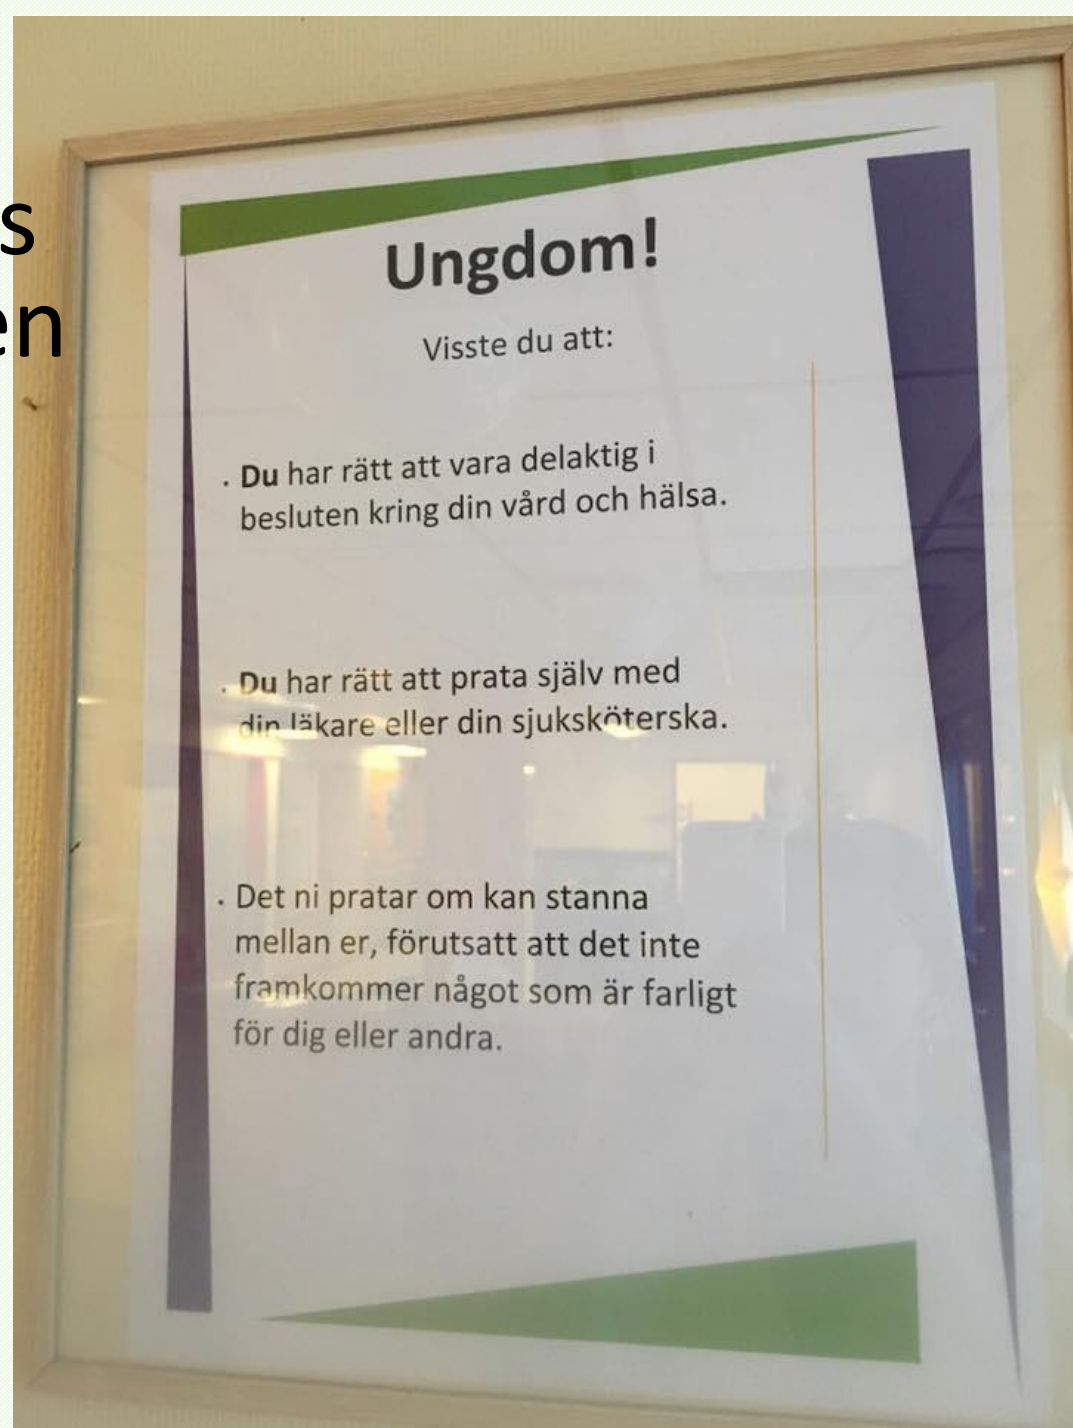 s
en
Ungdom!
Visste du att:
. Du har rätt att vara delaktig i
besluten kring din vård och hälsa.
. Du har rätt att prata själv med
din läkare eller din sjuksköterska.
. Det ni pratar om kan stanna
mellan er, förutsatt att det inte
framkommer något som är farligt
för dig eller andra.